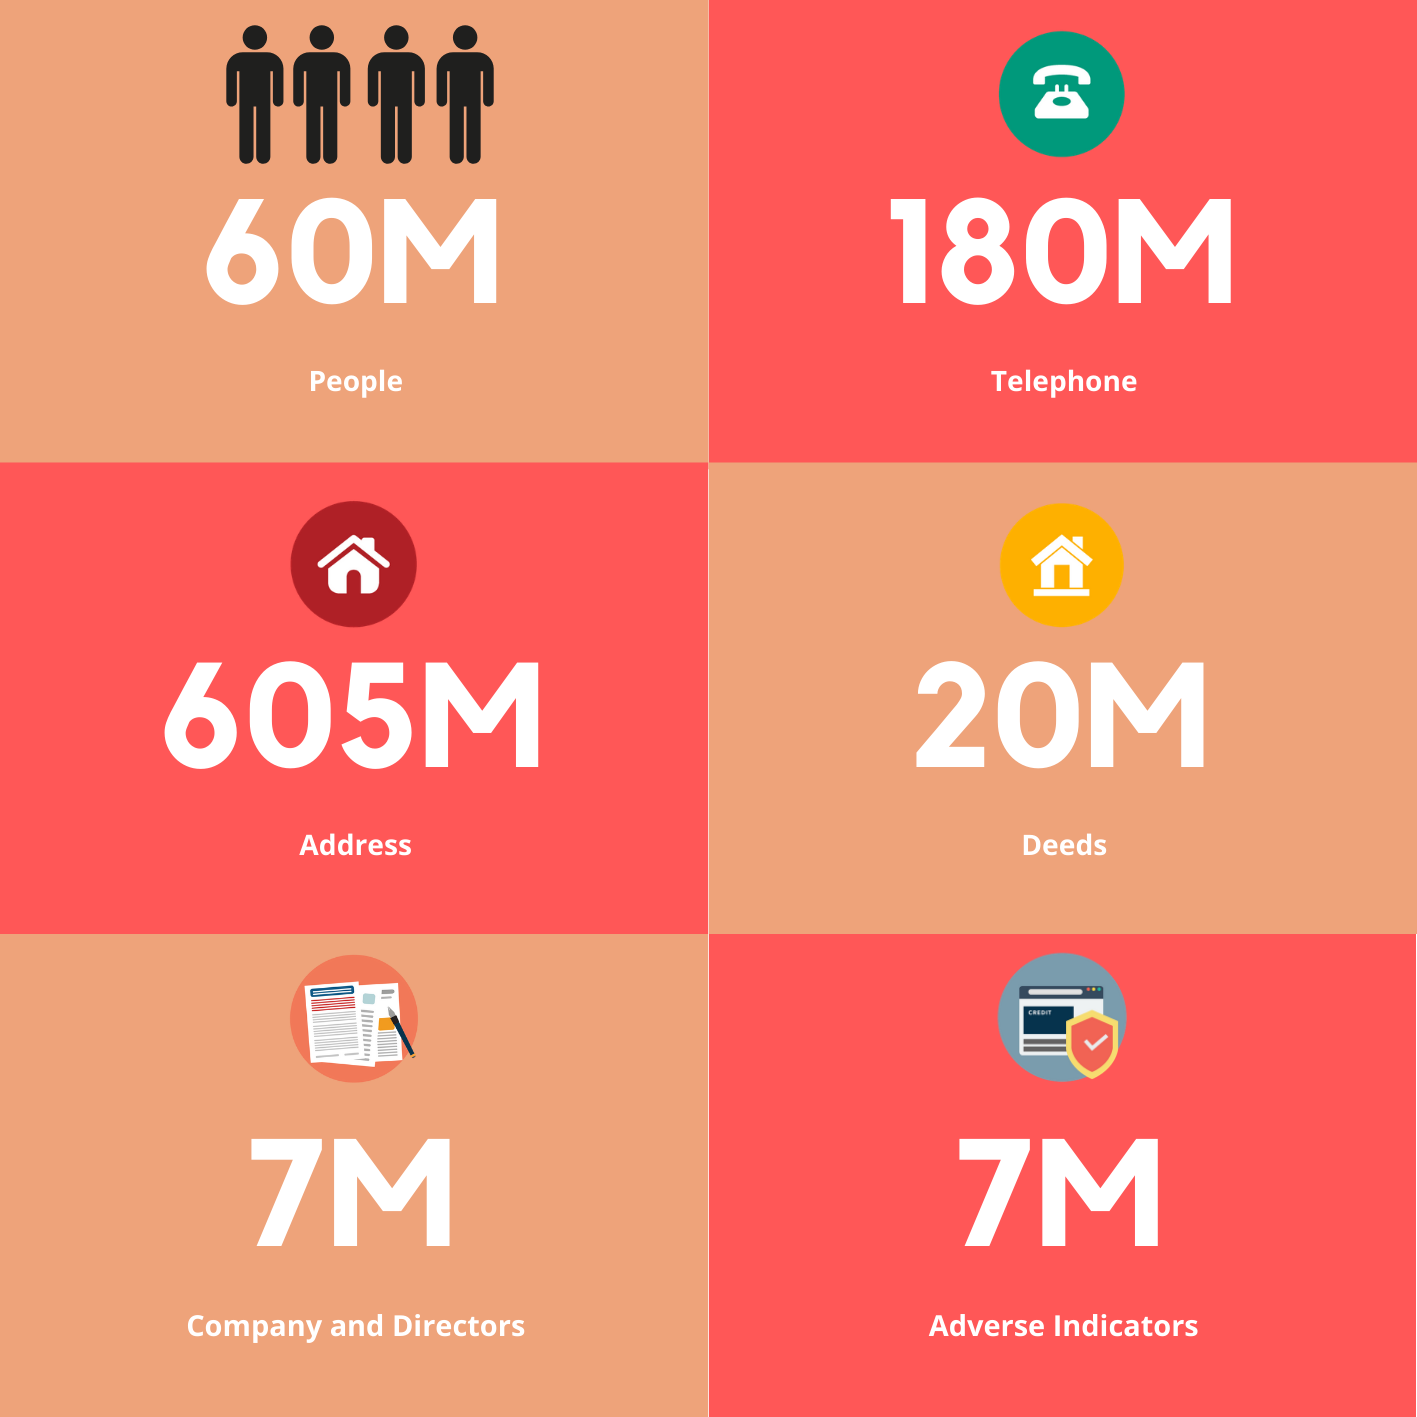 60M
People
180M
Telephone
605M
Address
20M
Deeds
7M
Company and Directors
CREDIT
7M
Adverse Indicators